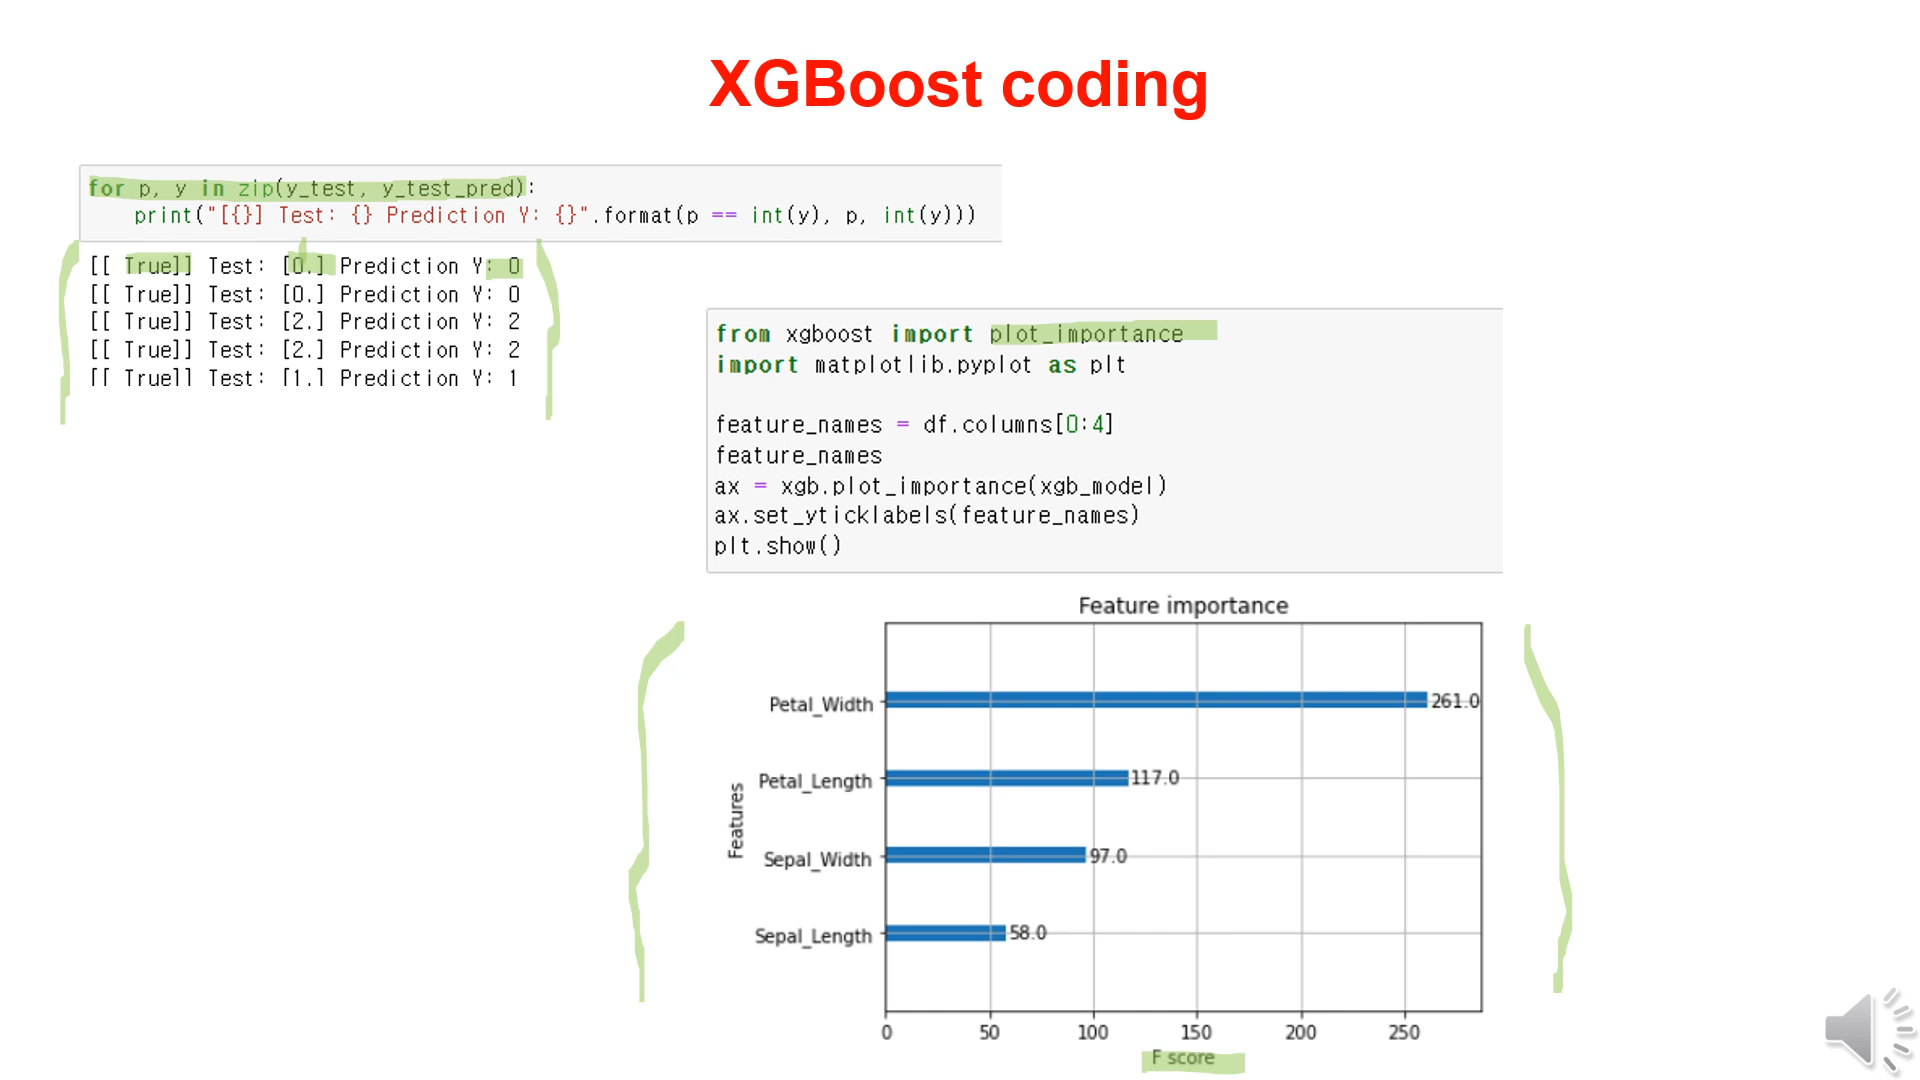 XGBoost coding
for p, y in zip(y_test, y_test_pred):
    print("[{}] Test: {} Prediction Y: {}".format(p == int(y), p, int(y)))
[[ True]] Test: [0.] Prediction Y: 0
[[ True]] Test: [0.] Prediction Y: 0
[[ True]] Test: [2.] Prediction Y: 2
[[ True]] Test: [2.] Prediction Y: 2
[[ True]] Test: [1.] Prediction Y: 1
from xgboost import plot_importance
import matplotlib.pyplot as plt
feature_names = df.columns[0:4]
feature_names
ax = xgb.plot_importance(xgb_model)
ax.set_yticklabels(feature_names)
plt.show()
Feature importance
Features
Petal_Width 261.0
Petal_Length 117.0
Sepal_Width 97.0
Sepal_Length 58.0
0 50 100 150 200 250
F score